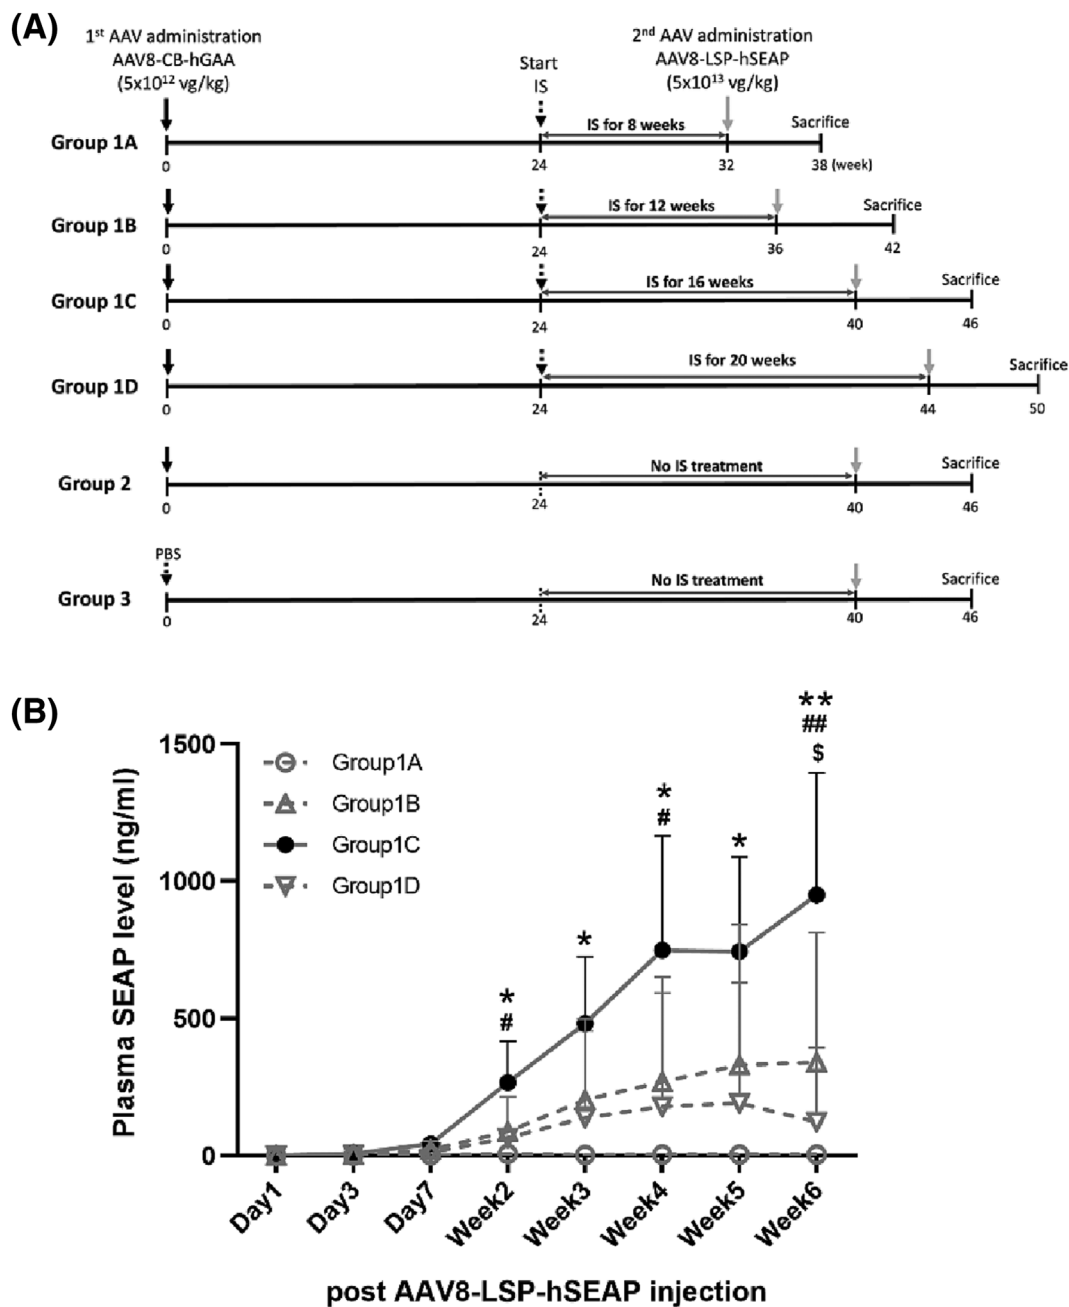 (A)
1st AAV administration
AAV8-CB-hGAA
(5x10¹² vg/kg)
Start
IS
2nd AAV administration
AAV8-LSP-hSEAP
(5x10¹³ vg/kg)
Group 1A
IS for 8 weeks
Sacrifice
0
24
32
38 (week)
Group 1B
IS for 12 weeks
Sacrifice
0
24
36
42
Group 1C
IS for 16 weeks
Sacrifice
0
24
40
46
Group 1D
IS for 20 weeks
Sacrifice
0
24
44
50
Group 2
No IS treatment
Sacrifice
0
24
40
46
PBS
Group 3
No IS treatment
Sacrifice
0
24
40
46
(B)
Plasma SEAP level (ng/ml)
1500
1000
500
0
Group1A
Group1B
Group1C
Group1D
*
#
*
*
#
*
**
##
$
Day1
Day3
Day7
Week2
Week3
Week4
Week5
Week6
post AAV8-LSP-hSEAP injection